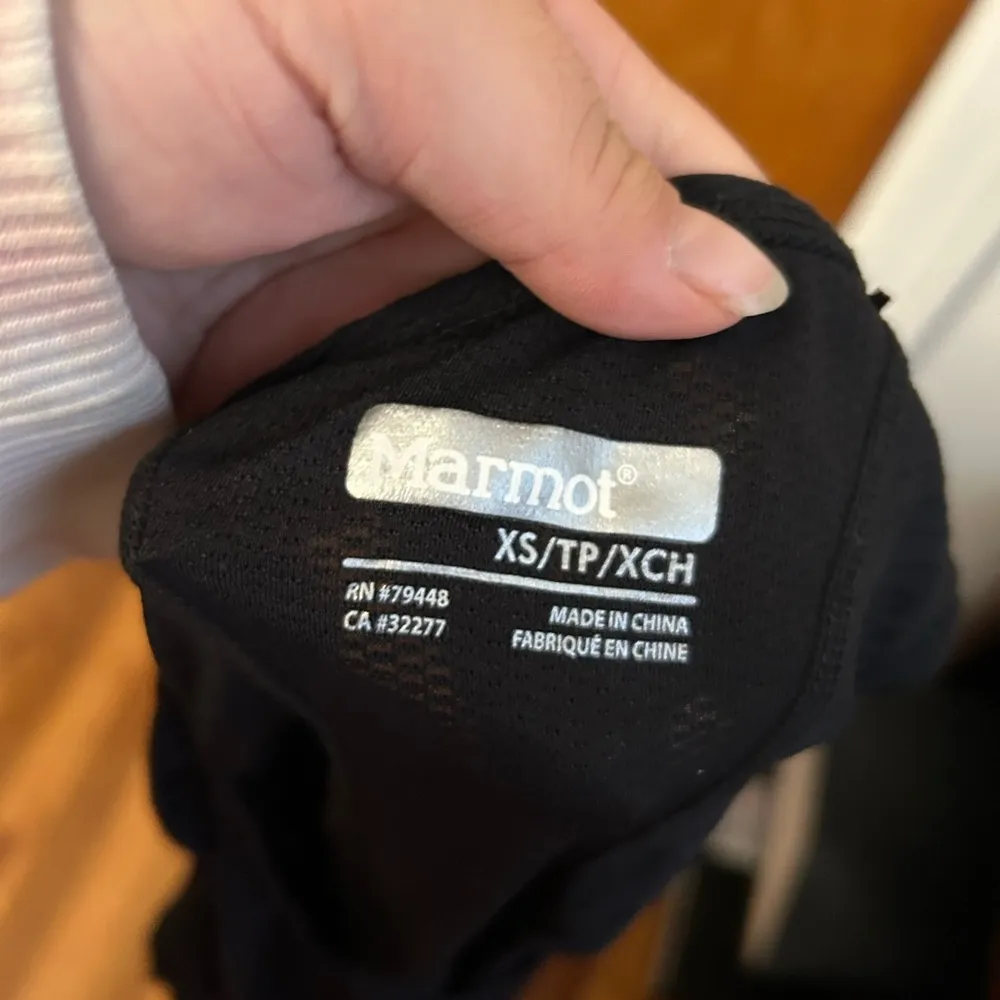 Marmot®
XS/TP/XCH
RN #79448
CA #32277
MADE IN CHINA
FABRIQUÉ EN CHINE